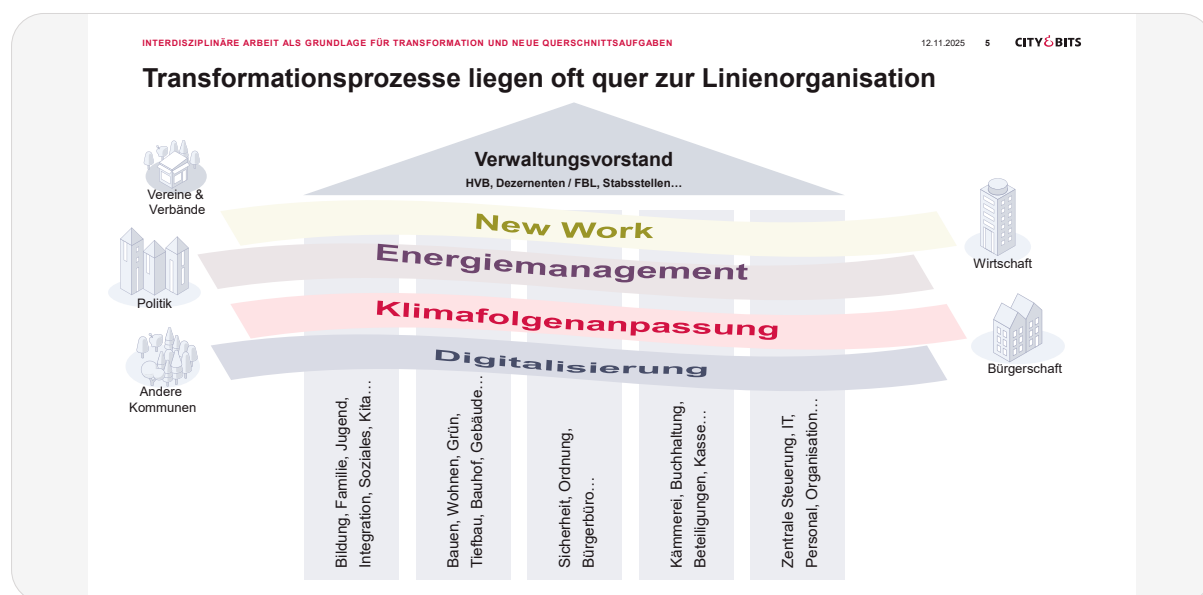 INTERDISZIPLINÄRE ARBEIT ALS GRUNDLAGE FÜR TRANSFORMATION UND NEUE QUERSCHNITTSAUFGABEN
12.11.2025 5 CITY&BITS
Transformationsprozesse liegen oft quer zur Linienorganisation
Verwaltungsvorstand
HVB, Dezernenten / FBL, Stabsstellen…
Vereine &
Verbände
Politik
Andere
Kommunen
New Work
Energiemanagement
Klimafolgenanpassung
Digitalisierung
Wirtschaft
Bürgerschaft
Bildung, Familie, Jugend,
Integration, Soziales, Kita…
Bauen, Wohnen, Grün,
Tiefbau, Bauhof, Gebäude…
Sicherheit, Ordnung,
Bürgerbüro…
Kämmerei, Buchhaltung,
Beteiligungen, Kasse…
Zentrale Steuerung, IT,
Personal, Organisation…